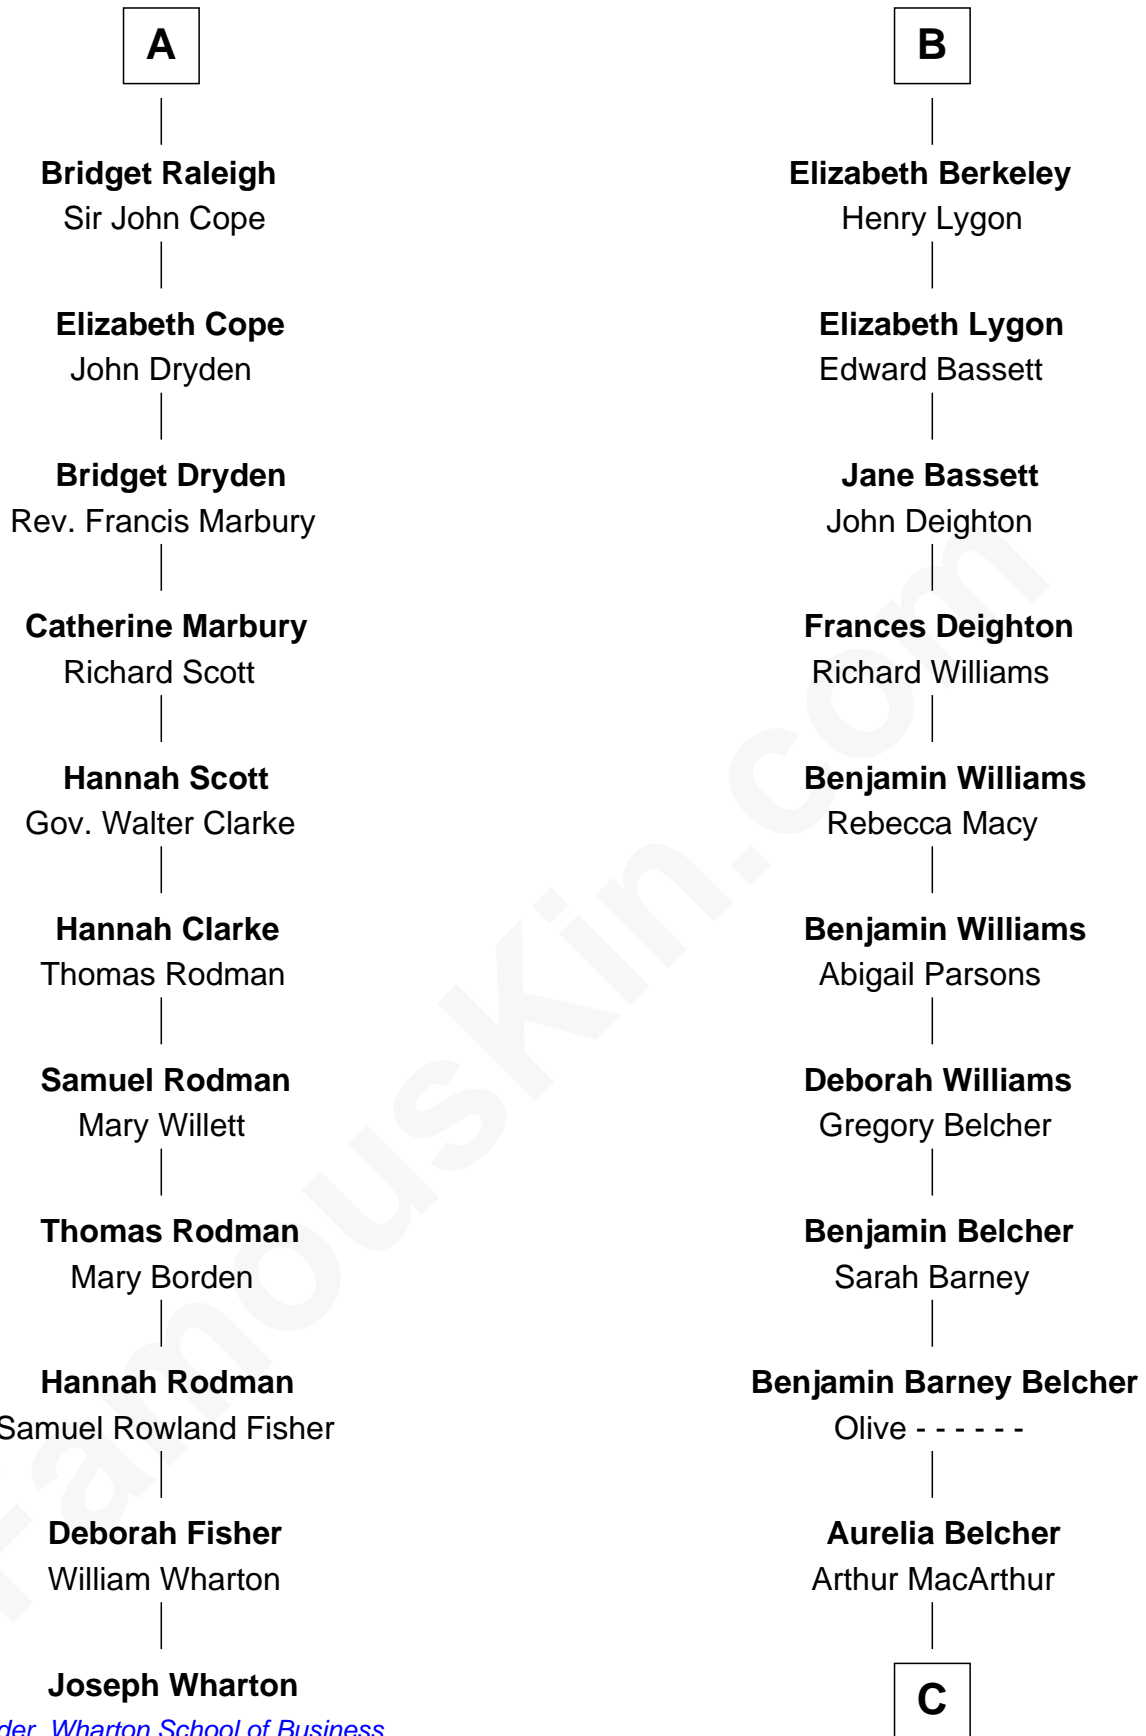 A
Bridget Raleigh
Sir John Cope
Elizabeth Cope
John Dryden
Bridget Dryden
Rev. Francis Marbury
Catherine Marbury
Richard Scott
Hannah Scott
Gov. Walter Clarke
Hannah Clarke
Thomas Rodman
Samuel Rodman
Mary Willett
Thomas Rodman
Mary Borden
Hannah Rodman
Samuel Rowland Fisher
Deborah Fisher
William Wharton
Joseph Wharton
Wharton School of Business
B
Elizabeth Berkeley
Henry Lygon
Elizabeth Lygon
Edward Bassett
Jane Bassett
John Deighton
Frances Deighton
Richard Williams
Benjamin Williams
Rebecca Macy
Benjamin Williams
Abigail Parsons
Deborah Williams
Gregory Belcher
Benjamin Belcher
Sarah Barney
Benjamin Barney Belcher
Olive - - - - - -
Aurelia Belcher
Arthur MacArthur
C
FamousKin.com